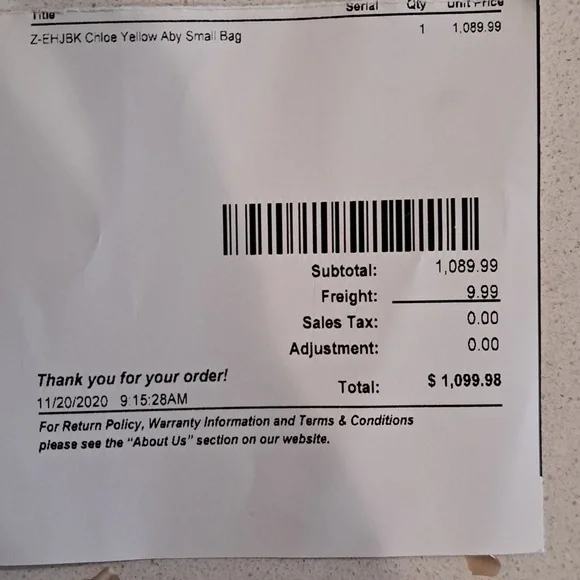 Title Serial Qty Unit Price
Z-EHJBK Chloe Yellow Aby Small Bag 1 1,089.99
Subtotal: 1,089.99
Freight: 9.99
Sales Tax: 0.00
Adjustment: 0.00
Thank you for your order!
Total: $ 1,099.98
11/20/2020 9:15:28AM
For Return Policy, Warranty Information and Terms & Conditions
please see the "About Us" section on our website.